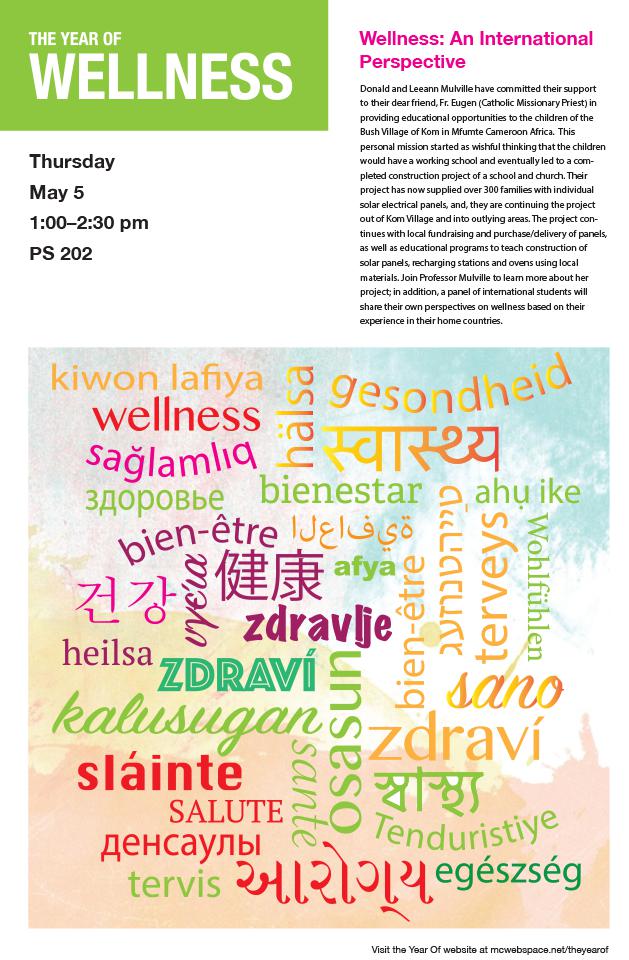 THE YEAR OF
WELLNESS
Thursday
May 5
1:00–2:30 pm
PS 202
Wellness: An International
Perspective
Donald and Leeann Mulville have committed their support
to their dear friend, Fr. Eugen (Catholic Missionary Priest) in
providing educational opportunities to the children of the
Bush Village of Kom in Mfumte Cameroon Africa. This
personal mission started as wishful thinking that the children
would have a working school and eventually led to a com-
pleted construction project of a school and church. Their
project has now supplied over 300 families with individual
solar electrical panels, and, they are continuing the project
out of Kom Village and into outlying areas. The project con-
tinues with local fundraising and purchase/delivery of panels,
as well as educational programs to teach construction of
solar panels, recharging stations and ovens using local
materials. Join Professor Mulville to learn more about her
project; in addition, a panel of international students will
share their own perspectives on wellness based on their
experience in their home countries.
kiwon lafiya
hälsa
gesondheid
wellness
स्वास्थ्य
sağlamlıq
здоровье
bienestar
ahụ ike
bien-être
العافية
געזונטהייט
terveys
Wohlfühlen
건강
υγεία
健康
afya
bien-être
zdravlje
heilsa
ZDRAVÍ
sano
kalusugan
osasun
zdraví
sláinte
sante
স্বাস্থ্য
SALUTE
Tenduristiye
денсаулы
tervis
આરોગ્ય
egészség
Visit the Year Of website at mcwebspace.net/theyearof